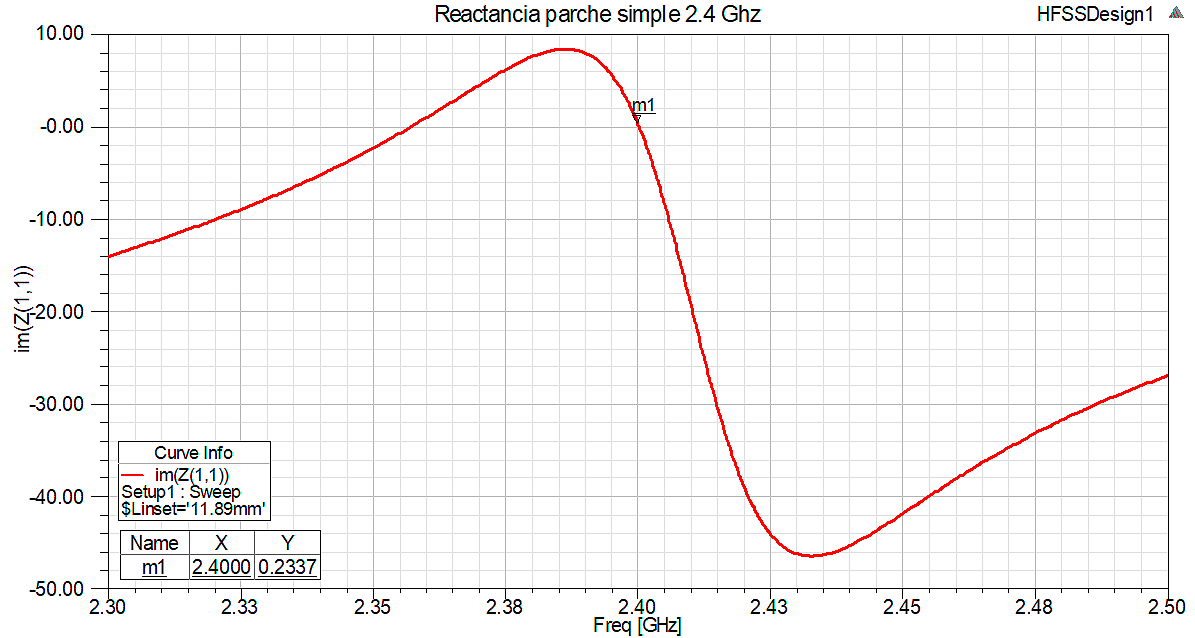 Reactancia parche simple 2.4 Ghz
HFSSDesign1
10.00
-0.00
-10.00
-20.00
-30.00
-40.00
-50.00
im(Z(1,1))
m1
Curve Info
im(Z(1,1))
Setup1 : Sweep
$Linset='11.89mm'
Name X Y
m1 2.4000 0.2337
2.30 2.33 2.35 2.38 2.40 2.43 2.45 2.48 2.50
Freq [GHz]